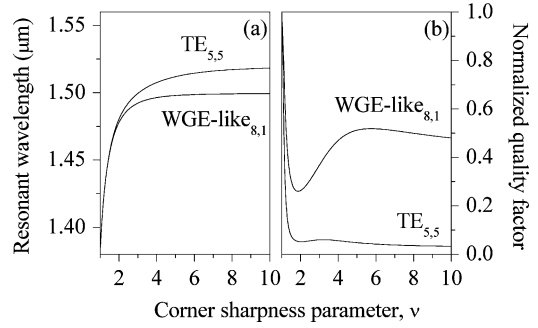 1.55
1.50
1.45
1.40
Resonant wavelength (μm)
(a)
TE5,5
WGE-like8,1
2 4 6 8 10
(b)
WGE-like8,1
TE5,5
2 4 6 8 10
1.0
0.8
0.6
0.4
0.2
0.0
Normalized quality factor
Corner sharpness parameter, ν